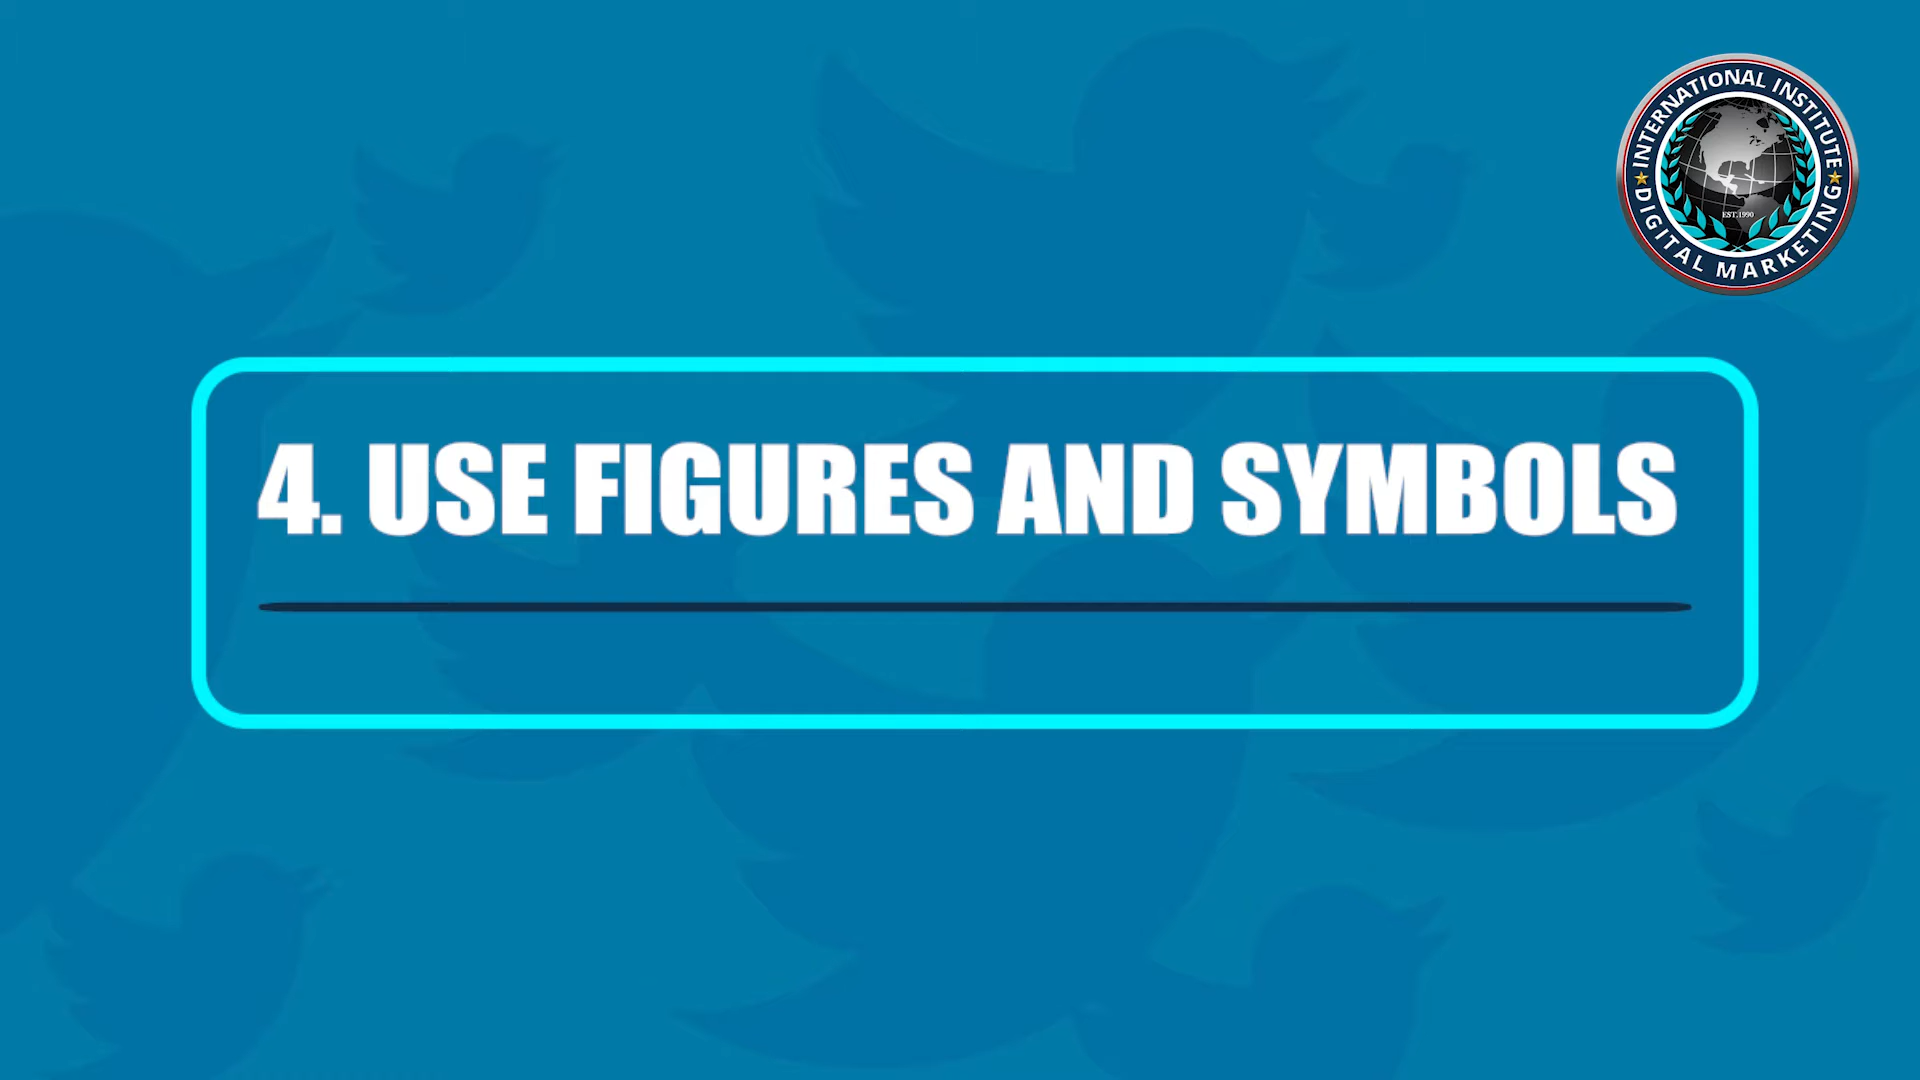 INTERNATIONAL INSTITUTE
EST.1990
DIGITAL MARKETING
4. USE FIGURES AND SYMBOLS